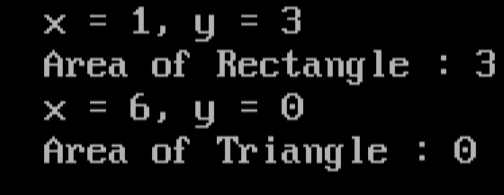 x = 1, y = 3
Area of Rectangle : 3
x = 6, y = 0
Area of Triangle : 0